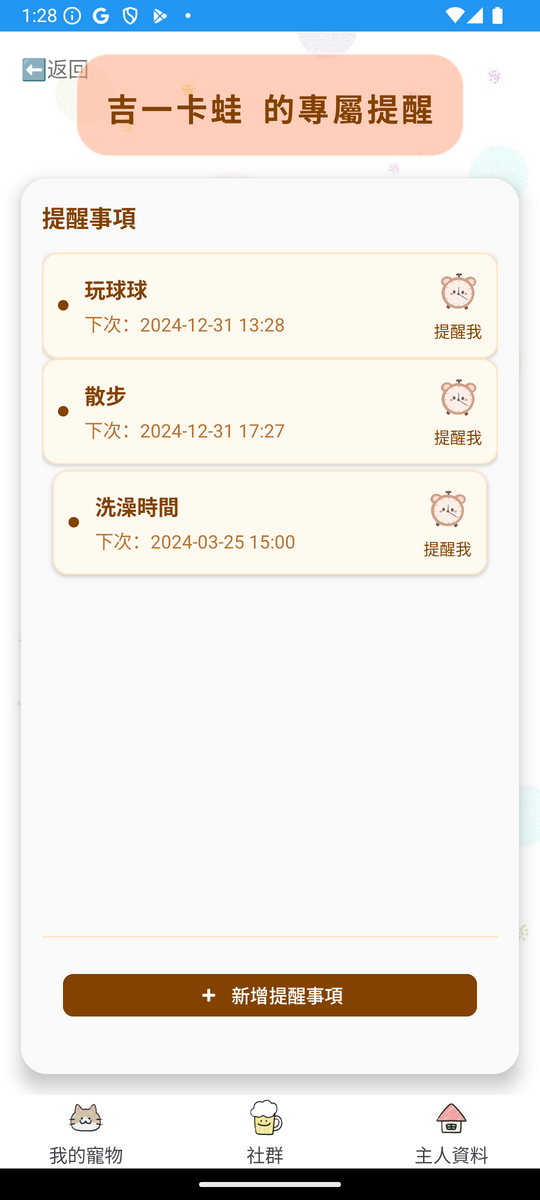 1:28
⬅返回
吉一卡蛙 的專屬提醒
提醒事項
玩球球
下次：2024-12-31 13:28
提醒我
散步
下次：2024-12-31 17:27
提醒我
洗澡時間
下次：2024-03-25 15:00
提醒我
+ 新增提醒事項
我的寵物 社群 主人資料